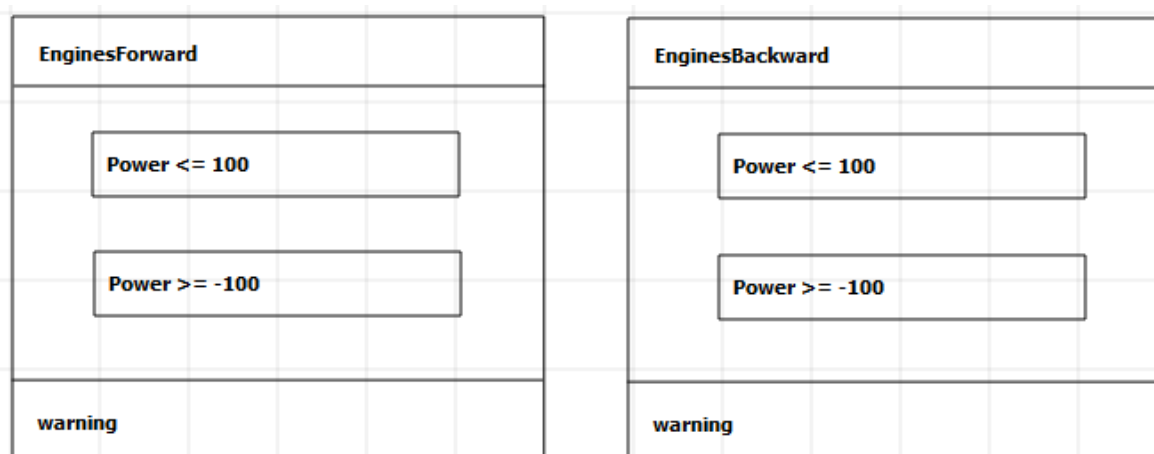 EnginesForward
Power <= 100
Power >= -100
warning
EnginesBackward
Power <= 100
Power >= -100
warning